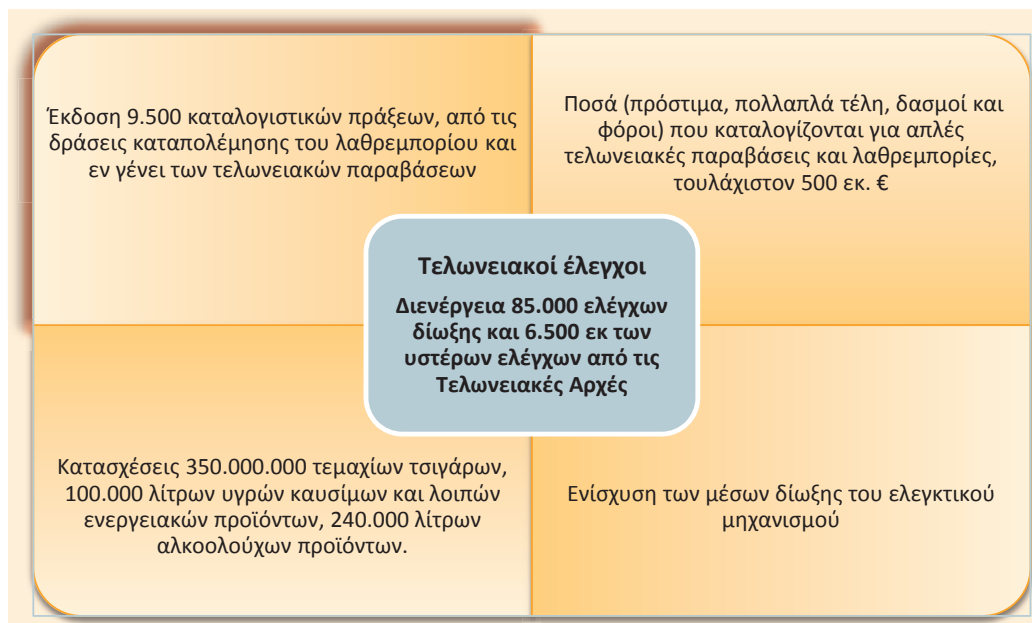 Έκδοση 9.500 καταλογιστικών πράξεων, από τις
δράσεις καταπολέμησης του λαθρεμπορίου και
εν γένει των τελωνειακών παραβάσεων
Ποσά (πρόστιμα, πολλαπλά τέλη, δασμοί και
φόροι) που καταλογίζονται για απλές
τελωνειακές παραβάσεις και λαθρεμπορίες,
τουλάχιστον 500 εκ. €
Τελωνειακοί έλεγχοι
Διενέργεια 85.000 ελέγχων
δίωξης και 6.500 εκ των
υστέρων ελέγχων από τις
Τελωνειακές Αρχές
Κατασχέσεις 350.000.000 τεμαχίων τσιγάρων,
100.000 λίτρων υγρών καυσίμων και λοιπών
ενεργειακών προϊόντων, 240.000 λίτρων
αλκοολούχων προϊόντων.
Ενίσχυση των μέσων δίωξης του ελεγκτικού
μηχανισμού